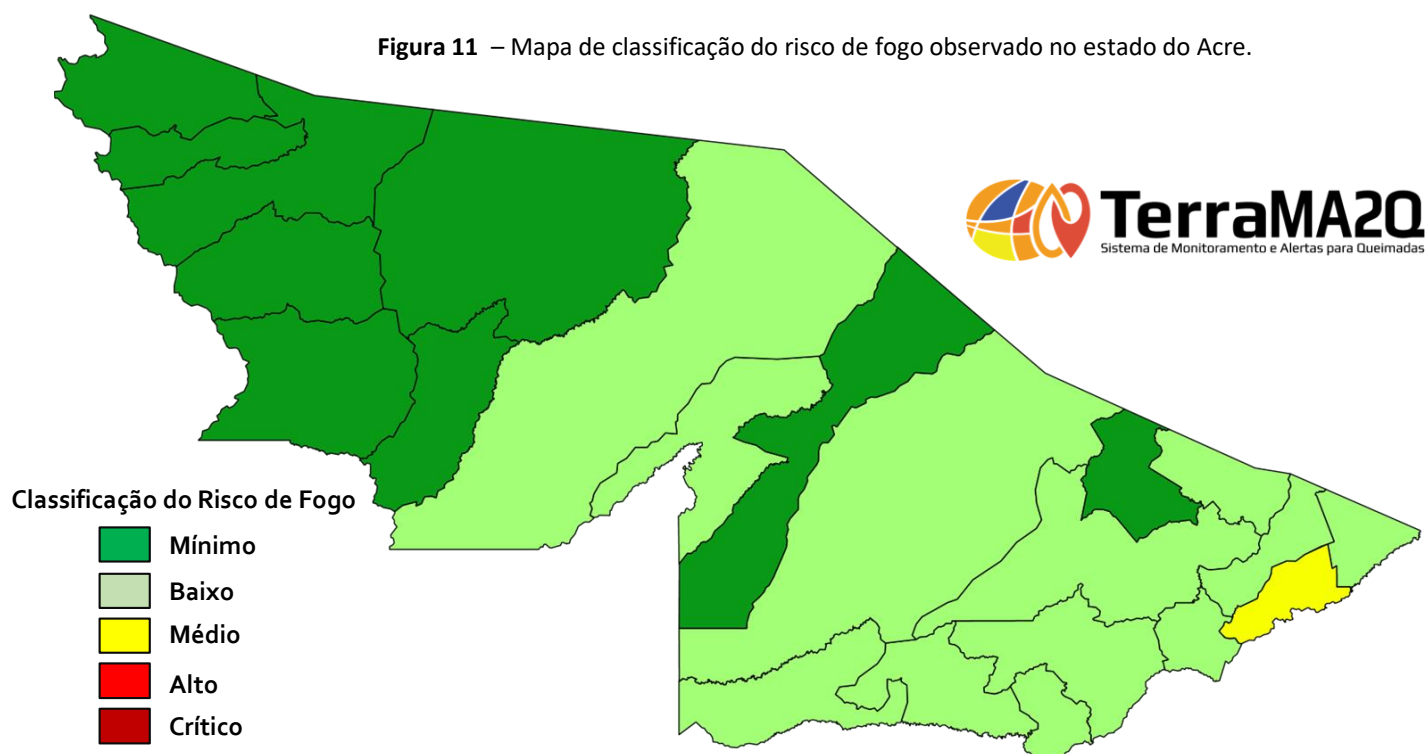 Figura 11 – Mapa de classificação do risco de fogo observado no estado do Acre.
TerraMA2Q
Sistema de Monitoramento e Alertas para Queimadas
Classificação do Risco de Fogo
Mínimo
Baixo
Médio
Alto
Crítico